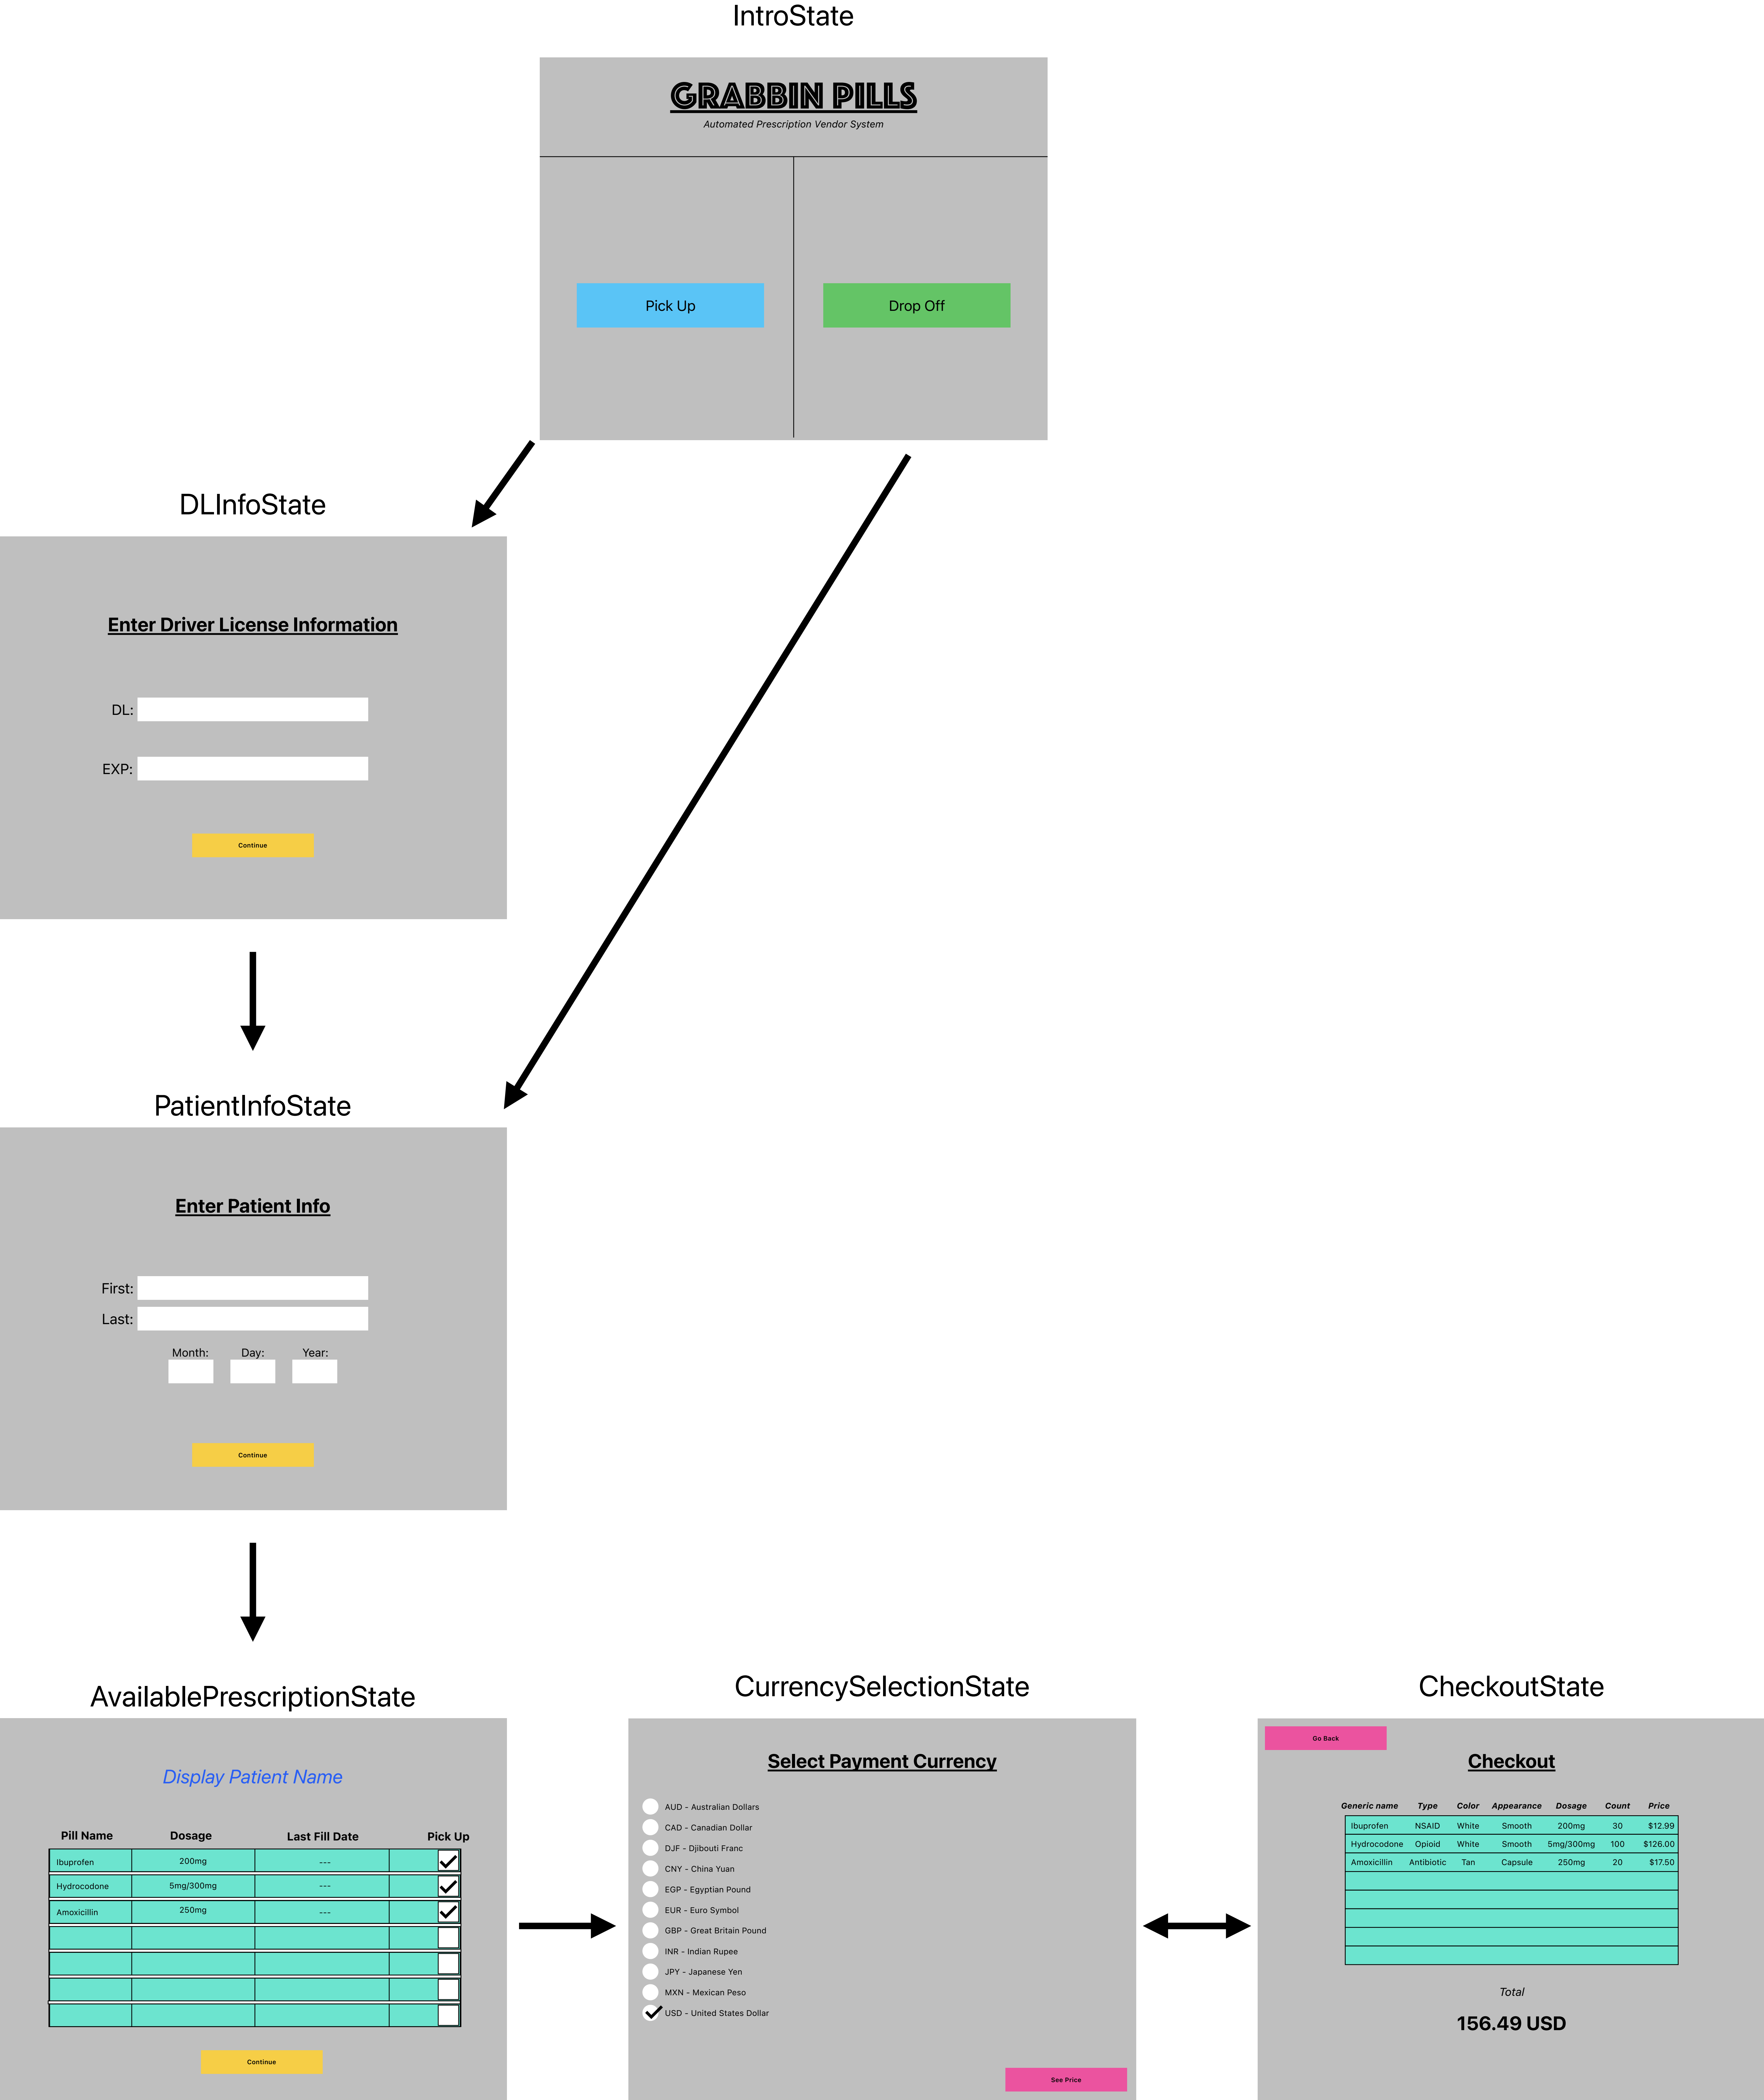 IntroState
GRABBIN PILLS
Automated Prescription Vendor System
Pick Up
Drop Off
DLInfoState
Enter Driver License Information
DL:
EXP:
Continue
PatientInfoState
Enter Patient Info
First:
Last:
Month: Day: Year:
Continue
AvailablePrescriptionState
Display Patient Name
Pill Name Dosage Last Fill Date Pick Up
Ibuprofen 200mg ---
Hydrocodone 5mg/300mg ---
Amoxicillin 250mg ---
Continue
CurrencySelectionState
Select Payment Currency
AUD - Australian Dollars
CAD - Canadian Dollar
DJF - Djibouti Franc
CNY - China Yuan
EGP - Egyptian Pound
EUR - Euro Symbol
GBP - Great Britain Pound
INR - Indian Rupee
JPY - Japanese Yen
MXN - Mexican Peso
USD - United States Dollar
See Price
CheckoutState
Go Back
Checkout
Generic name Type Color Appearance Dosage Count Price
Ibuprofen NSAID White Smooth 200mg 30 $12.99
Hydrocodone Opioid White Smooth 5mg/300mg 100 $126.00
Amoxicillin Antibiotic Tan Capsule 250mg 20 $17.50
Total
156.49 USD